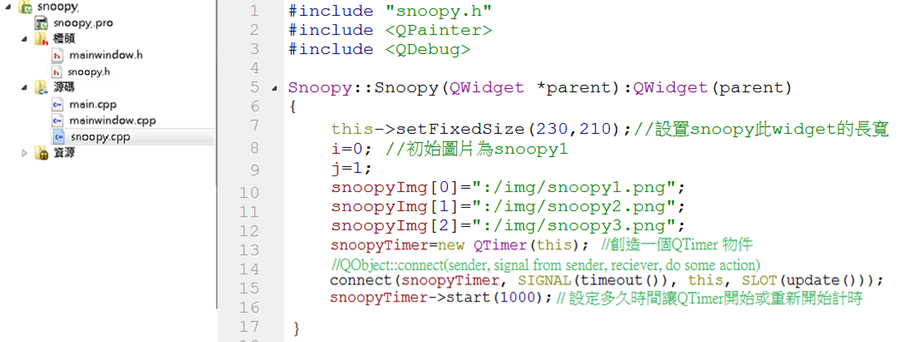 snoopy
snoopy.pro
標頭
mainwindow.h
snoopy.h
源碼
main.cpp
mainwindow.cpp
snoopy.cpp
資源
1 #include "snoopy.h"
2 #include <QPainter>
3 #include <QDebug>
4
5 Snoopy::Snoopy(QWidget *parent):QWidget(parent)
6 {
7 this->setFixedSize(230,210);//設置snoopy此widget的長寬
8 i=0; //初始圖片為snoopy1
9 j=1;
10 snoopyImg[0]=":/img/snoopy1.png";
11 snoopyImg[1]=":/img/snoopy2.png";
12 snoopyImg[2]=":/img/snoopy3.png";
13 snoopyTimer=new QTimer(this); //創造一個QTimer 物件
14 //QObject::connect(sender, signal from sender, reciever, do some action)
15 connect(snoopyTimer, SIGNAL(timeout()), this, SLOT(update()));
16 snoopyTimer->start(1000); // 設定多久時間讓QTimer開始或重新開始計時
17 }